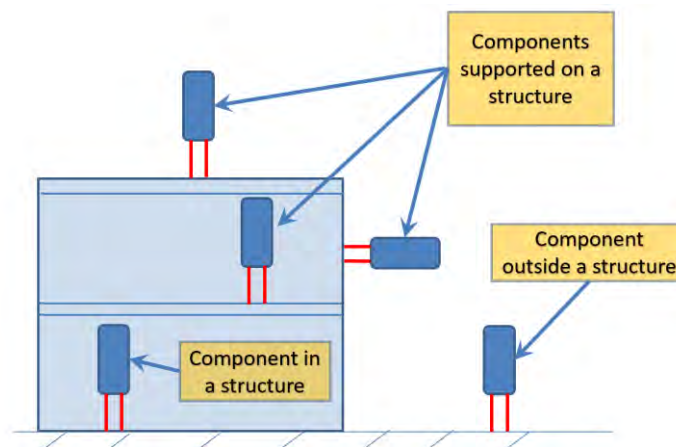 Components
supported on a
structure
Component
outside a structure
Component in
a structure